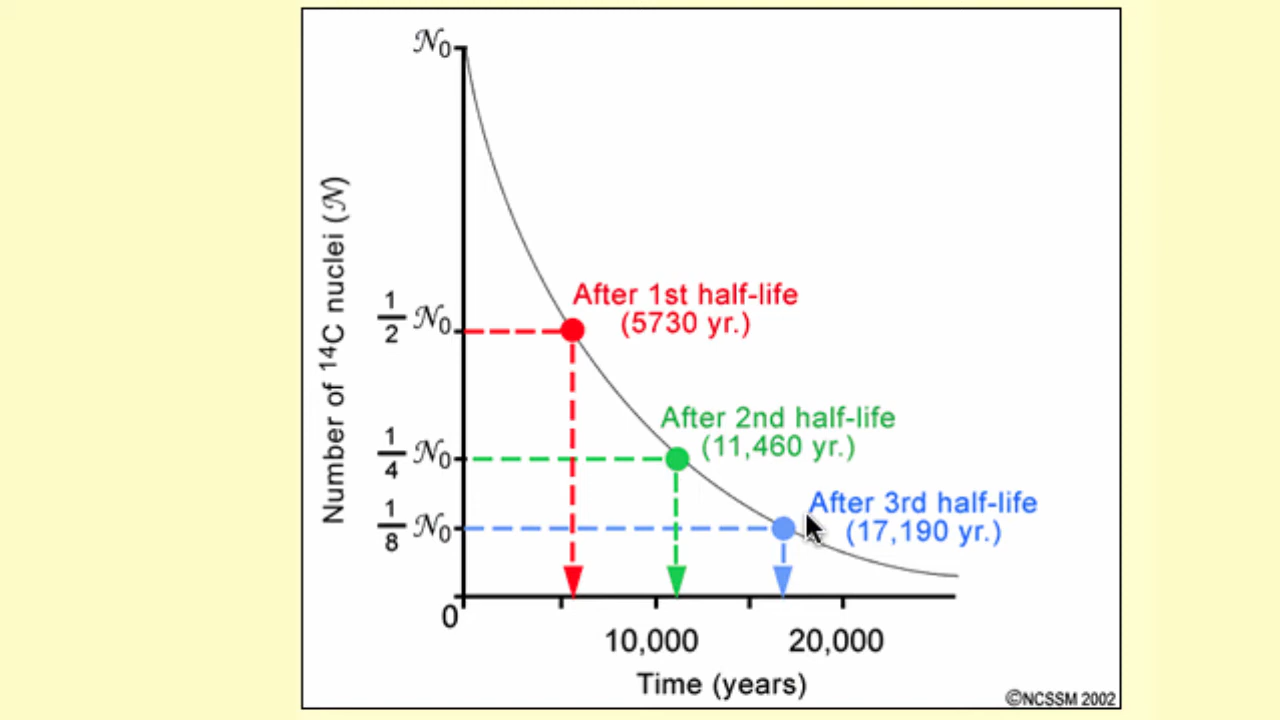 𝒩0
After 1st half-life
(5730 yr.)
1/2 𝒩0
Number of 14C nuclei (𝒩)
After 2nd half-life
(11,460 yr.)
1/4 𝒩0
After 3rd half-life
(17,190 yr.)
1/8 𝒩0
0
10,000 20,000
Time (years)
©NCSSM 2002